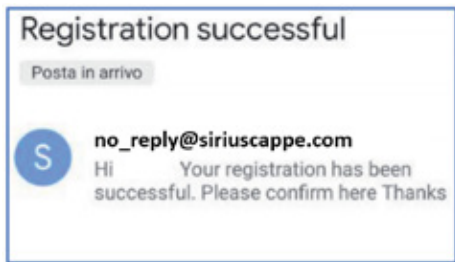 Registration successful
Posta in arrivo
S
no_reply@siriuscappe.com
Hi Your registration has been
successful. Please confirm here Thanks